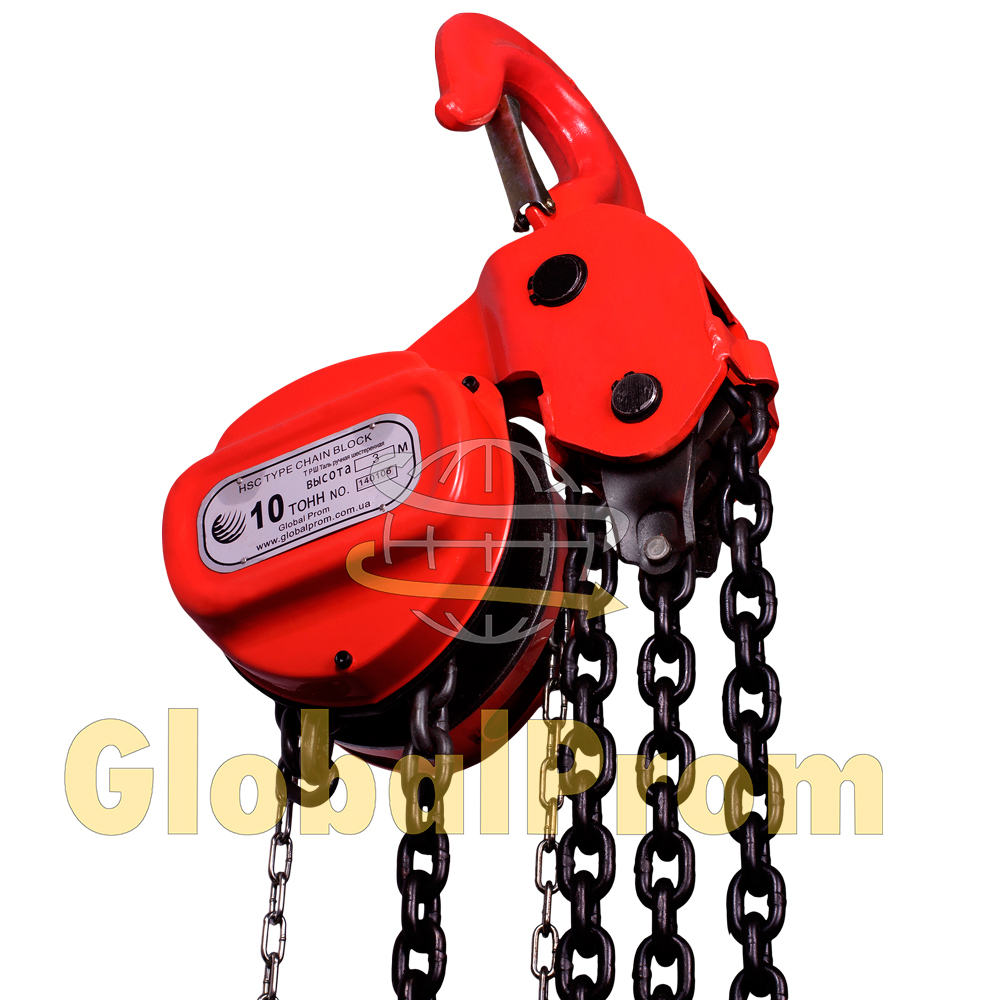 HSC TYPE CHAIN BLOCK
ТРШ Таль ручная шестеренная
ВЫСОТА 3 М
10 ТОНН NO. 140106
Global Prom
www.globalprom.com.ua
GlobalProm